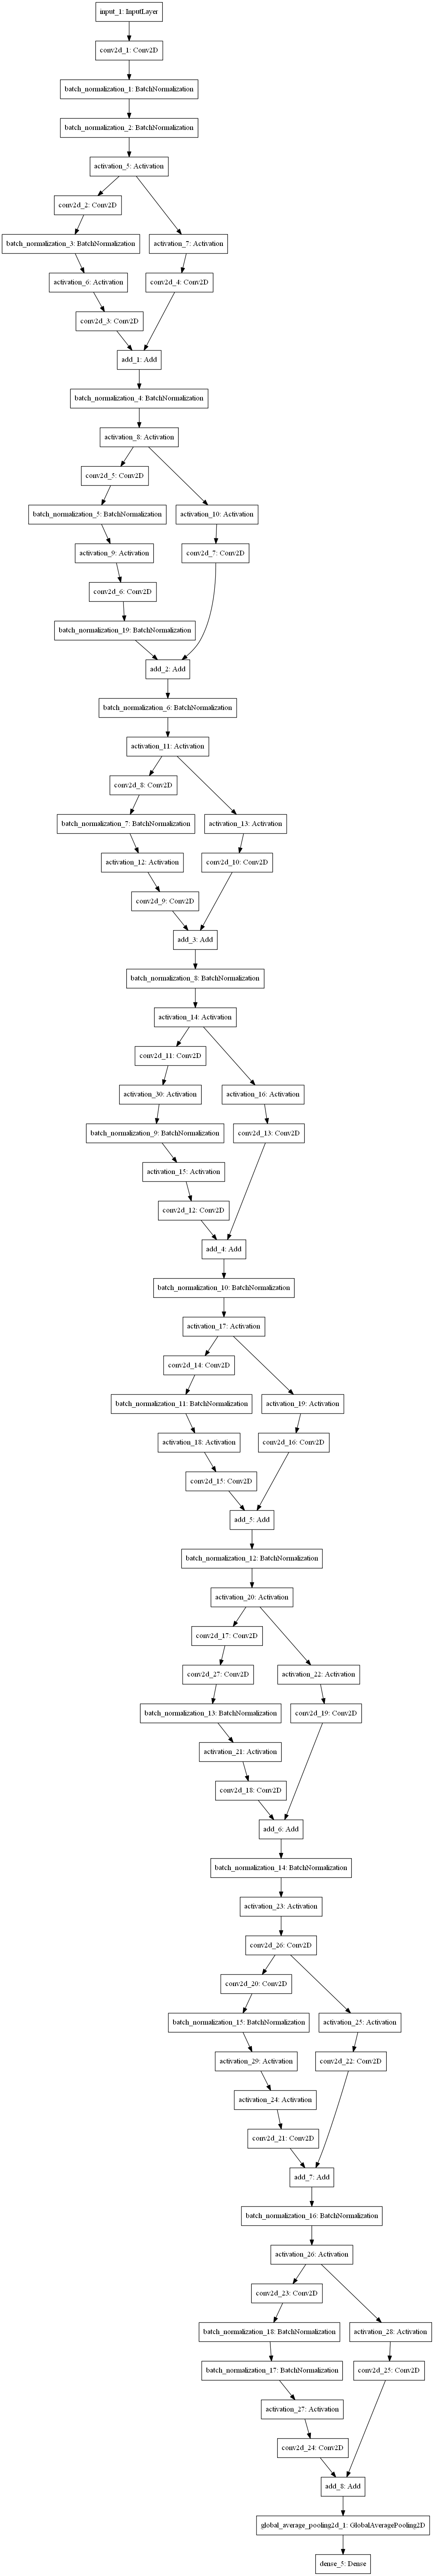 input_1: InputLayer
conv2d_1: Conv2D
batch_normalization_1: BatchNormalization
batch_normalization_2: BatchNormalization
activation_5: Activation
conv2d_2: Conv2D
batch_normalization_3: BatchNormalization
activation_7: Activation
activation_6: Activation
conv2d_4: Conv2D
conv2d_3: Conv2D
add_1: Add
batch_normalization_4: BatchNormalization
activation_8: Activation
conv2d_5: Conv2D
batch_normalization_5: BatchNormalization
activation_10: Activation
activation_9: Activation
conv2d_7: Conv2D
conv2d_6: Conv2D
batch_normalization_19: BatchNormalization
add_2: Add
batch_normalization_6: BatchNormalization
activation_11: Activation
conv2d_8: Conv2D
batch_normalization_7: BatchNormalization
activation_13: Activation
activation_12: Activation
conv2d_10: Conv2D
conv2d_9: Conv2D
add_3: Add
batch_normalization_8: BatchNormalization
activation_14: Activation
conv2d_11: Conv2D
activation_30: Activation
activation_16: Activation
batch_normalization_9: BatchNormalization
conv2d_13: Conv2D
activation_15: Activation
conv2d_12: Conv2D
add_4: Add
batch_normalization_10: BatchNormalization
activation_17: Activation
conv2d_14: Conv2D
batch_normalization_11: BatchNormalization
activation_19: Activation
activation_18: Activation
conv2d_16: Conv2D
conv2d_15: Conv2D
add_5: Add
batch_normalization_12: BatchNormalization
activation_20: Activation
conv2d_17: Conv2D
conv2d_27: Conv2D
activation_22: Activation
batch_normalization_13: BatchNormalization
conv2d_19: Conv2D
activation_21: Activation
conv2d_18: Conv2D
add_6: Add
batch_normalization_14: BatchNormalization
activation_23: Activation
conv2d_26: Conv2D
conv2d_20: Conv2D
batch_normalization_15: BatchNormalization
activation_25: Activation
activation_29: Activation
conv2d_22: Conv2D
activation_24: Activation
conv2d_21: Conv2D
add_7: Add
batch_normalization_16: BatchNormalization
activation_26: Activation
conv2d_23: Conv2D
batch_normalization_18: BatchNormalization
activation_28: Activation
batch_normalization_17: BatchNormalization
conv2d_25: Conv2D
activation_27: Activation
conv2d_24: Conv2D
add_8: Add
global_average_pooling2d_1: GlobalAveragePooling2D
dense_5: Dense